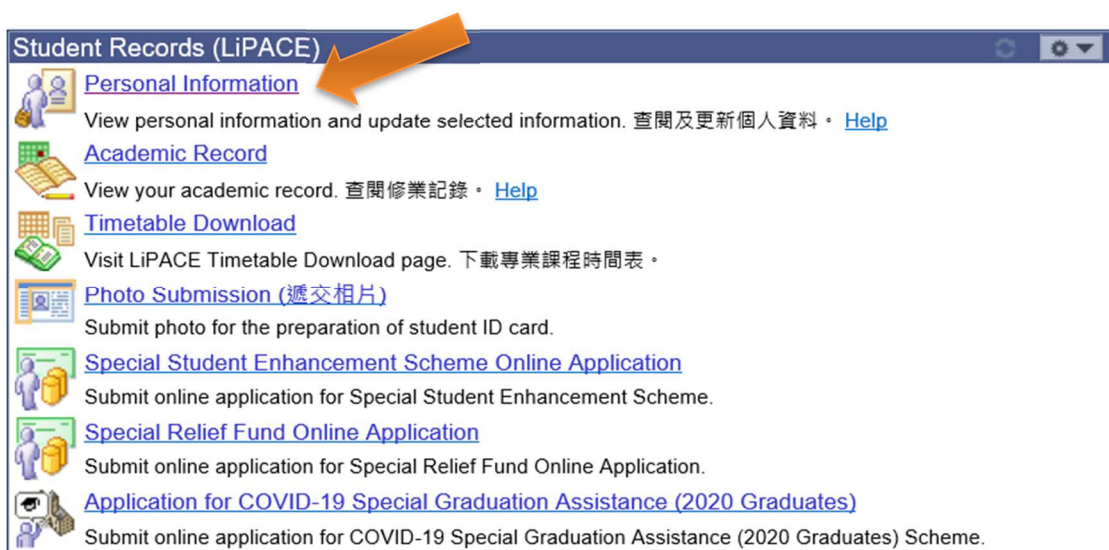 Student Records (LiPACE)
Personal Information
View personal information and update selected information. 查閱及更新個人資料。 Help
Academic Record
View your academic record. 查閱修業記錄。 Help
Timetable Download
Visit LiPACE Timetable Download page. 下載專業課程時間表。
Photo Submission (遞交相片)
Submit photo for the preparation of student ID card.
Special Student Enhancement Scheme Online Application
Submit online application for Special Student Enhancement Scheme.
Special Relief Fund Online Application
Submit online application for Special Relief Fund Online Application.
Application for COVID-19 Special Graduation Assistance (2020 Graduates)
Submit online application for COVID-19 Special Graduation Assistance (2020 Graduates) Scheme.